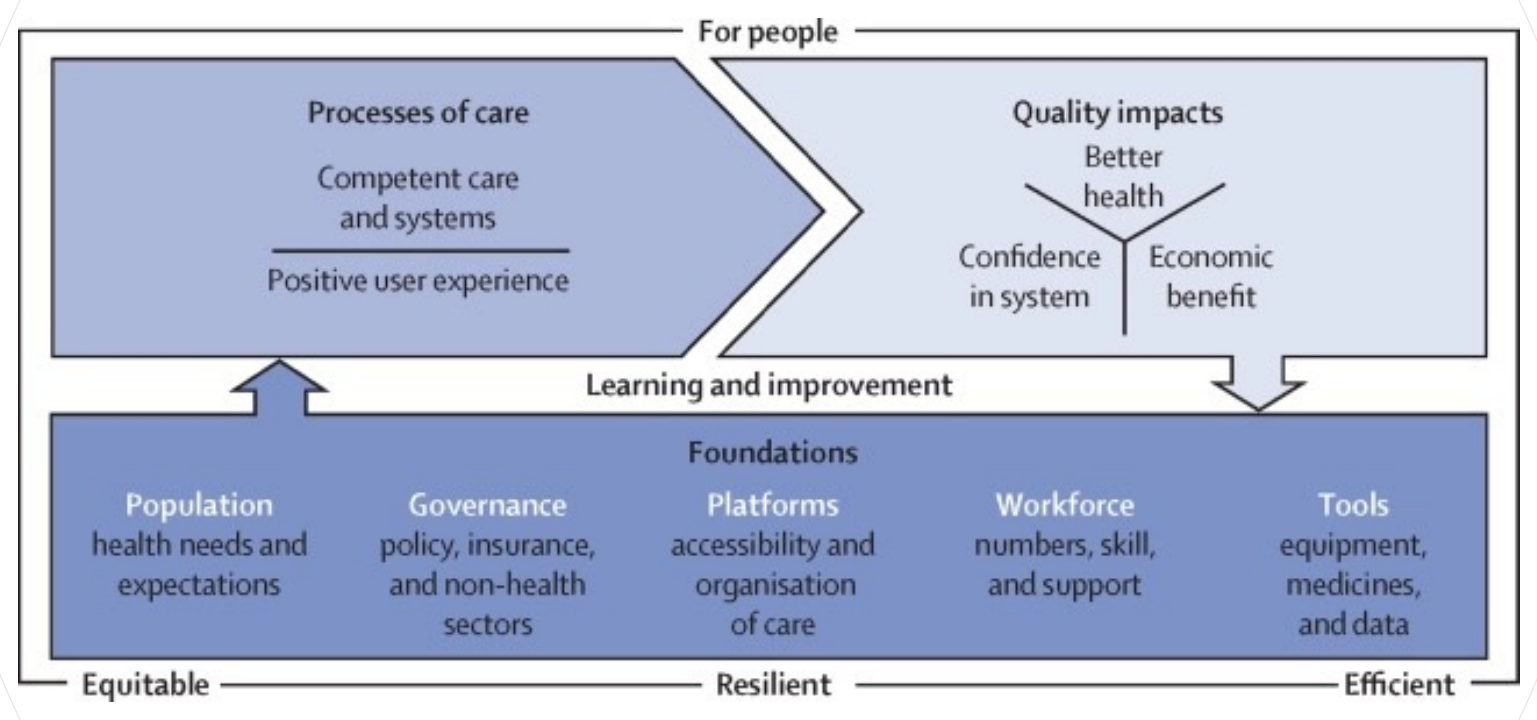 For people
Processes of care
Competent care
and systems
Positive user experience
Quality impacts
Better
health
Confidence
in system
Economic
benefit
Learning and improvement
Foundations
Population
health needs and
expectations
Governance
policy, insurance,
and non-health
sectors
Platforms
accessibility and
organisation
of care
Workforce
numbers, skill,
and support
Tools
equipment,
medicines,
and data
Equitable
Resilient
Efficient